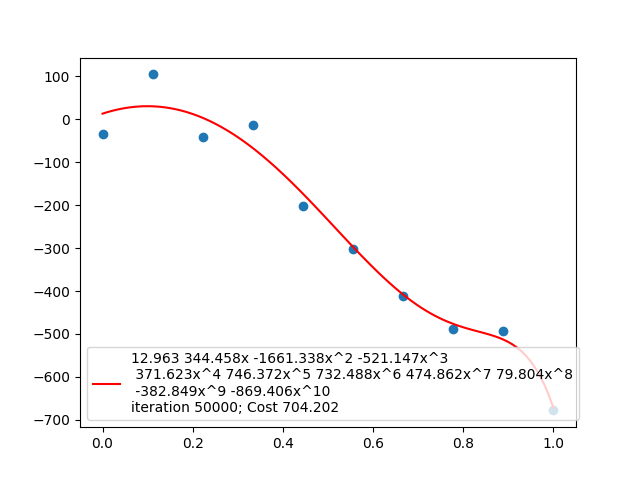 100
0
−100
−200
−300
−400
−500
−600
−700
12.963 344.458x -1661.338x^2 -521.147x^3
371.623x^4 746.372x^5 732.488x^6 474.862x^7 79.804x^8
-382.849x^9 -869.406x^10
iteration 50000; Cost 704.202
0.0 0.2 0.4 0.6 0.8 1.0